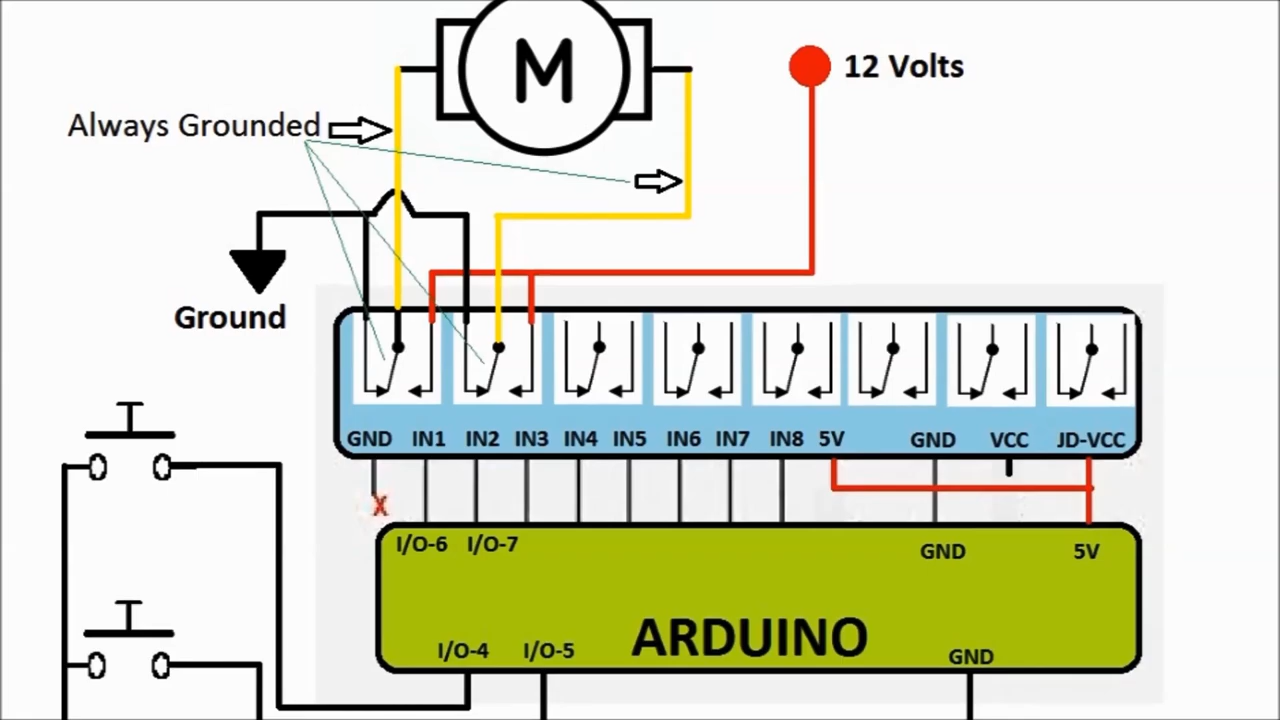 M
12 Volts
Always Grounded
Ground
GND IN1 IN2 IN3 IN4 IN5 IN6 IN7 IN8 5V GND VCC JD-VCC
X
I/O-6 I/O-7 GND 5V
ARDUINO
I/O-4 I/O-5 GND